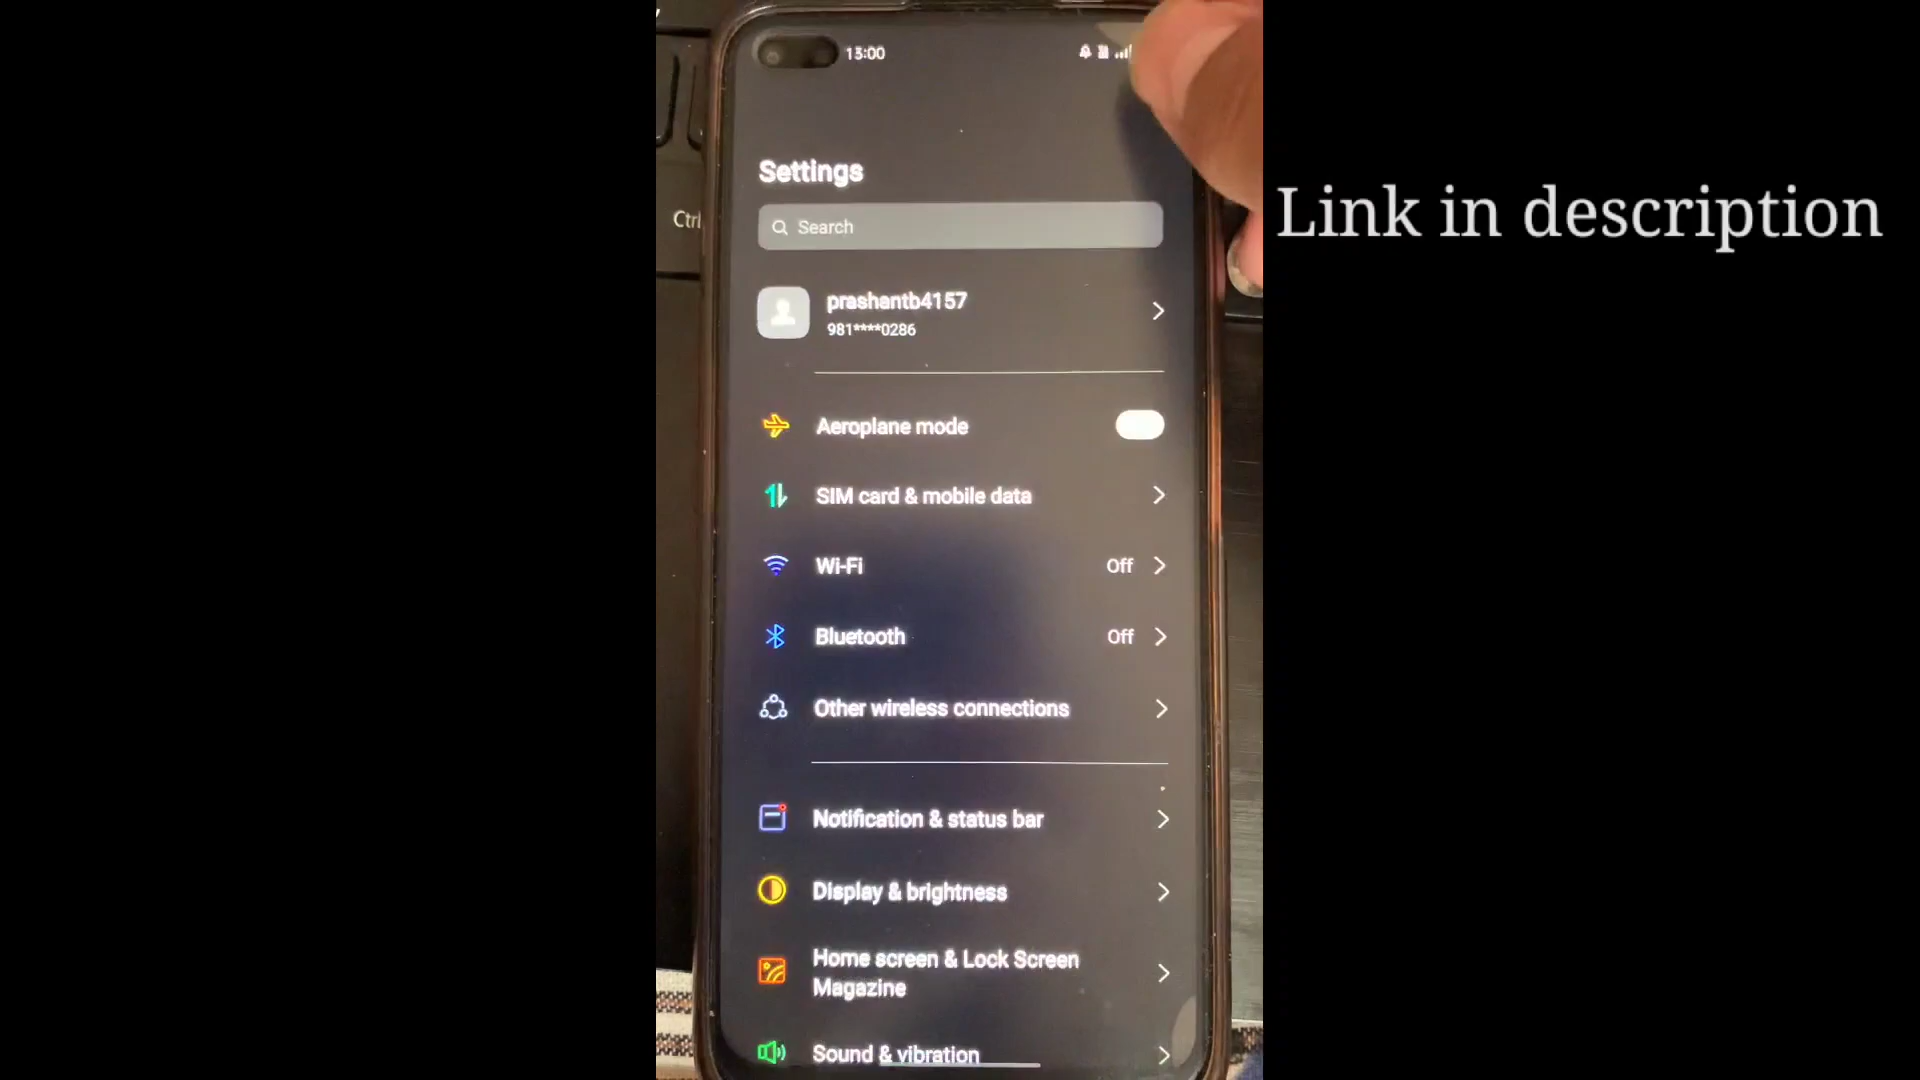 13:00
Settings
Search
prashantb4157
981****0286
Aeroplane mode
SIM card & mobile data
Wi-Fi Off
Bluetooth Off
Other wireless connections
Notification & status bar
Display & brightness
Home screen & Lock Screen
Magazine
Sound & vibration
Ctrl
Link in description